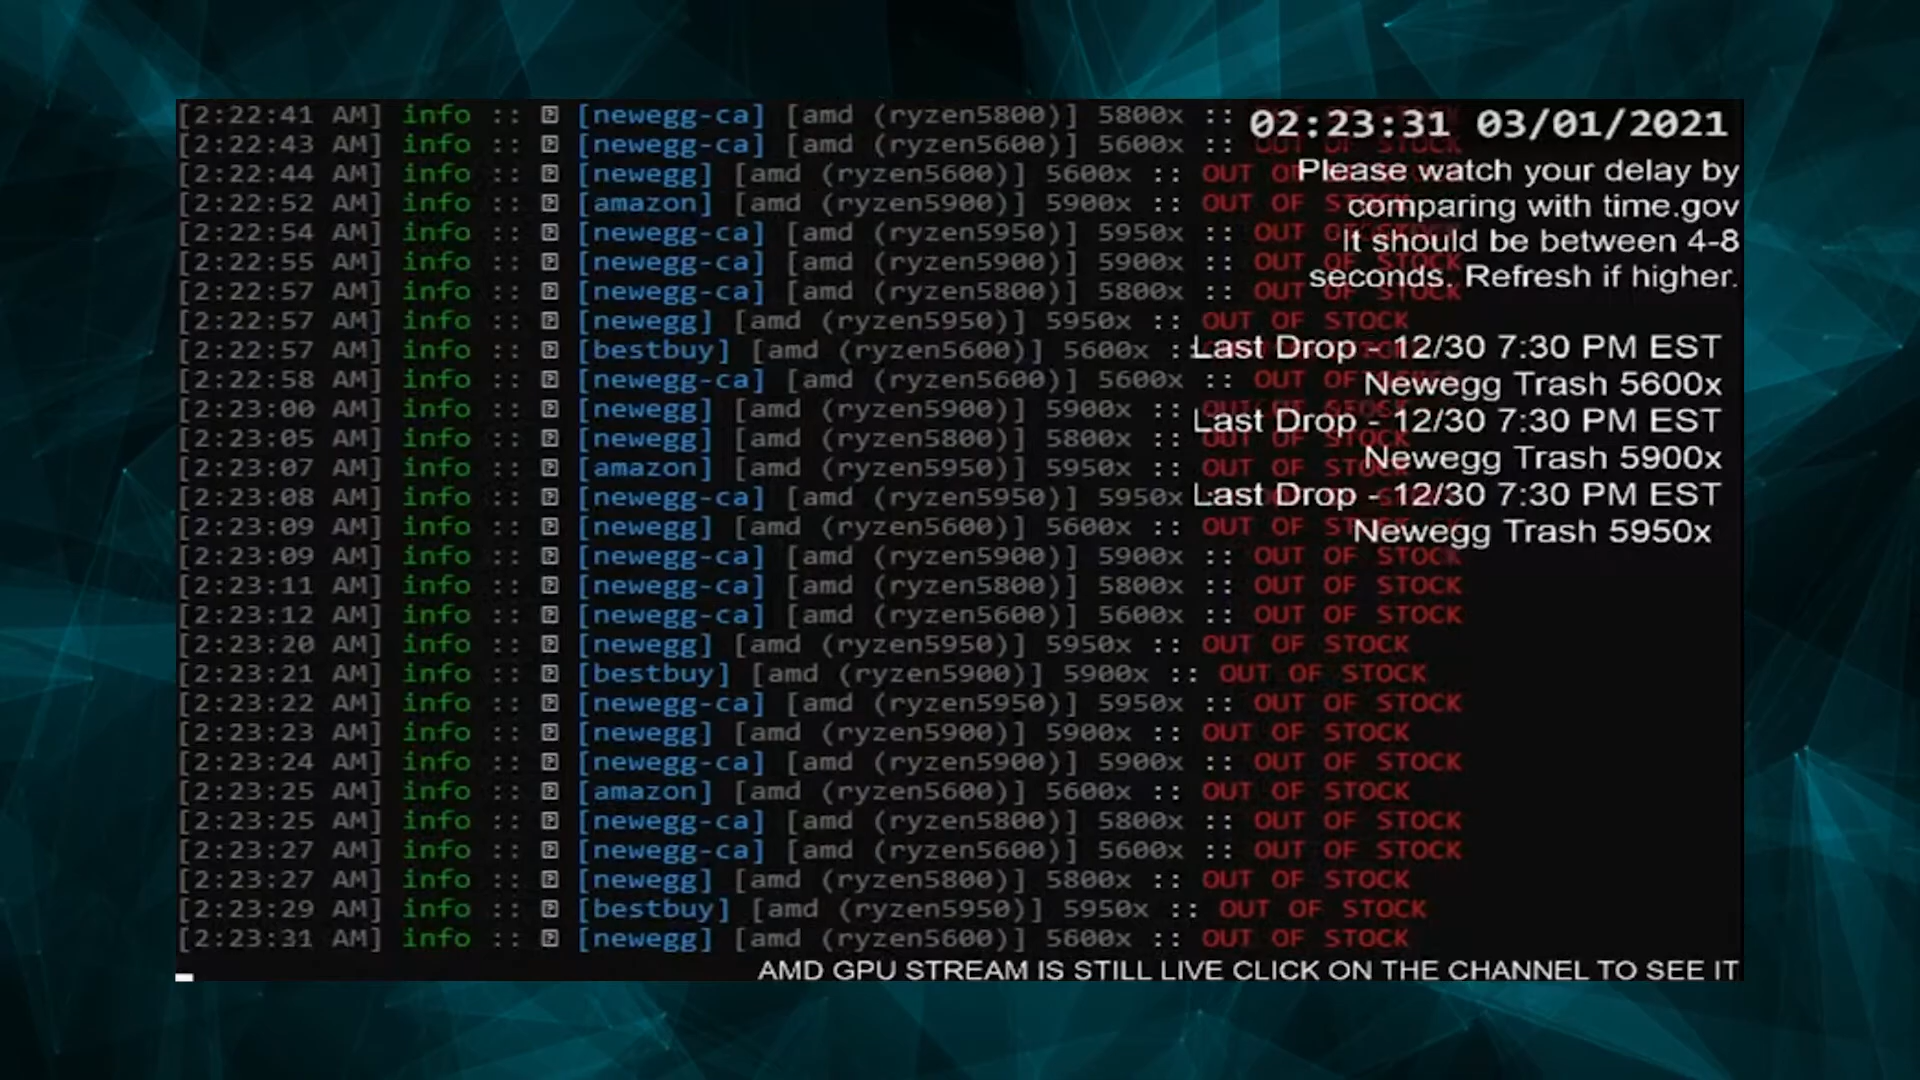 [2:22:41 AM] info :: [newegg-ca] [amd (ryzen5800)] 5800x ::
[2:22:43 AM] info :: [newegg-ca] [amd (ryzen5600)] 5600x :: OUT OF STOCK
[2:22:44 AM] info :: [newegg] [amd (ryzen5600)] 5600x :: OUT OF
[2:22:52 AM] info :: [amazon] [amd (ryzen5900)] 5900x :: OUT OF STOCK
[2:22:54 AM] info :: [newegg-ca] [amd (ryzen5950)] 5950x :: OUT OF STOCK
[2:22:55 AM] info :: [newegg-ca] [amd (ryzen5900)] 5900x :: OUT OF STOCK
[2:22:57 AM] info :: [newegg-ca] [amd (ryzen5800)] 5800x :: OUT OF STOCK
[2:22:57 AM] info :: [newegg] [amd (ryzen5950)] 5950x :: OUT OF STOCK
[2:22:57 AM] info :: [bestbuy] [amd (ryzen5600)] 5600x ::
[2:22:58 AM] info :: [newegg-ca] [amd (ryzen5600)] 5600x :: OUT OF STOCK
[2:23:00 AM] info :: [newegg] [amd (ryzen5900)] 5900x :: OUT OF STOCK
[2:23:05 AM] info :: [newegg] [amd (ryzen5800)] 5800x :: OUT OF STOCK
[2:23:07 AM] info :: [amazon] [amd (ryzen5950)] 5950x :: OUT OF STOCK
[2:23:08 AM] info :: [newegg-ca] [amd (ryzen5950)] 5950x
[2:23:09 AM] info :: [newegg] [amd (ryzen5600)] 5600x :: OUT OF STOCK
[2:23:09 AM] info :: [newegg-ca] [amd (ryzen5900)] 5900x :: OUT OF STOCK
[2:23:11 AM] info :: [newegg-ca] [amd (ryzen5800)] 5800x :: OUT OF STOCK
[2:23:12 AM] info :: [newegg-ca] [amd (ryzen5600)] 5600x :: OUT OF STOCK
[2:23:20 AM] info :: [newegg] [amd (ryzen5950)] 5950x :: OUT OF STOCK
[2:23:21 AM] info :: [bestbuy] [amd (ryzen5900)] 5900x :: OUT OF STOCK
[2:23:22 AM] info :: [newegg-ca] [amd (ryzen5950)] 5950x :: OUT OF STOCK
[2:23:23 AM] info :: [newegg] [amd (ryzen5900)] 5900x :: OUT OF STOCK
[2:23:24 AM] info :: [newegg-ca] [amd (ryzen5900)] 5900x :: OUT OF STOCK
[2:23:25 AM] info :: [amazon] [amd (ryzen5600)] 5600x :: OUT OF STOCK
[2:23:25 AM] info :: [newegg-ca] [amd (ryzen5800)] 5800x :: OUT OF STOCK
[2:23:27 AM] info :: [newegg-ca] [amd (ryzen5600)] 5600x :: OUT OF STOCK
[2:23:27 AM] info :: [newegg] [amd (ryzen5800)] 5800x :: OUT OF STOCK
[2:23:29 AM] info :: [bestbuy] [amd (ryzen5950)] 5950x :: OUT OF STOCK
[2:23:31 AM] info :: [newegg] [amd (ryzen5600)] 5600x :: OUT OF STOCK
02:23:31 03/01/2021
Please watch your delay by
comparing with time.gov
It should be between 4-8
seconds. Refresh if higher.
Last Drop - 12/30 7:30 PM EST
Newegg Trash 5600x
Last Drop - 12/30 7:30 PM EST
Newegg Trash 5900x
Last Drop - 12/30 7:30 PM EST
Newegg Trash 5950x
AMD GPU STREAM IS STILL LIVE CLICK ON THE CHANNEL TO SEE IT